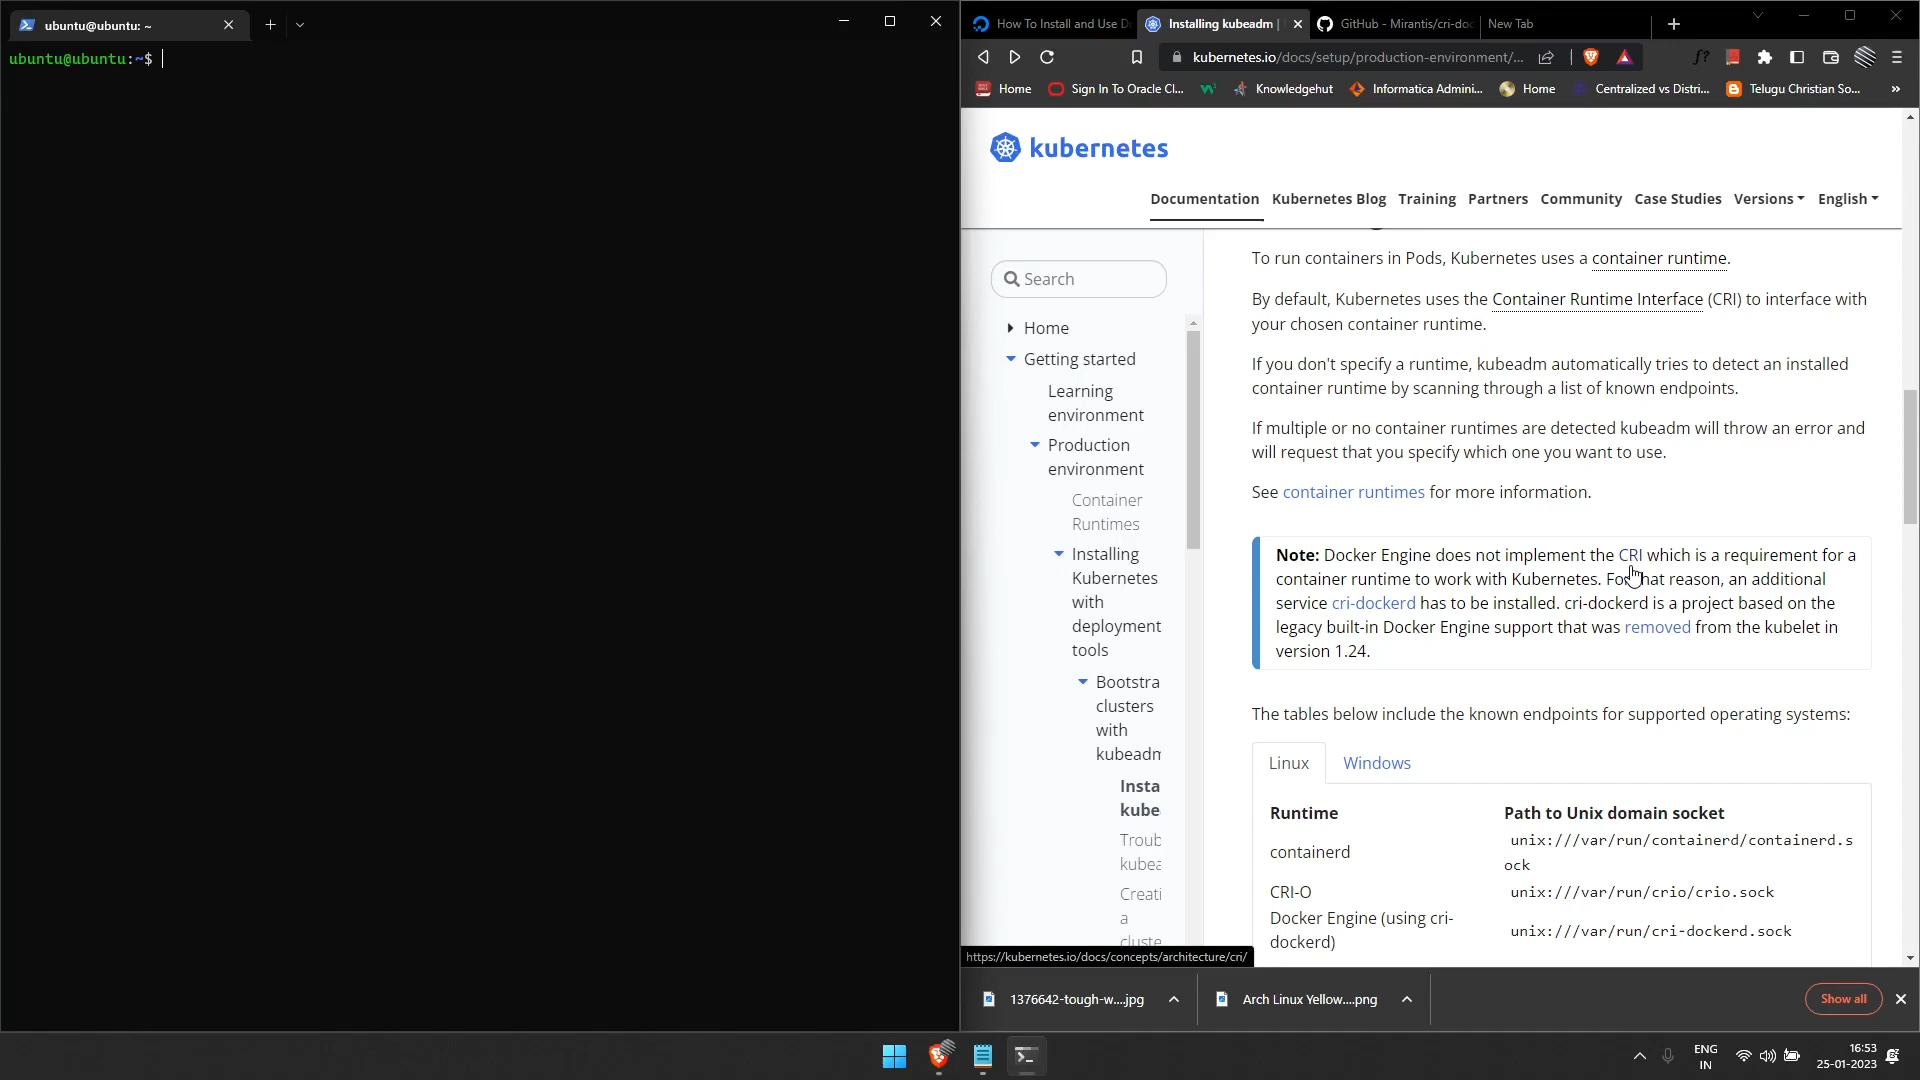 ubuntu@ubuntu: ~
ubuntu@ubuntu:~$
How To Install and Use D
Installing kubeadm |
GitHub - Mirantis/cri-doc
New Tab
kubernetes.io/docs/setup/production-environment/...
f?
Home
Sign In To Oracle Cl...
Knowledgehut
Informatica Admini...
Home
Centralized vs Distri...
Telugu Christian So...
»
kubernetes
Documentation
Kubernetes Blog
Training
Partners
Community
Case Studies
Versions
English
Search
Home
Getting started
Learning
environment
Production
environment
Container
Runtimes
Installing
Kubernetes
with
deployment
tools
Bootstra
clusters
with
kubeadm
Insta
kube
Troub
kubea
Creati
a
cluste
To run containers in Pods, Kubernetes uses a container runtime.
By default, Kubernetes uses the Container Runtime Interface (CRI) to interface with
your chosen container runtime.
If you don't specify a runtime, kubeadm automatically tries to detect an installed
container runtime by scanning through a list of known endpoints.
If multiple or no container runtimes are detected kubeadm will throw an error and
will request that you specify which one you want to use.
See container runtimes for more information.
Note: Docker Engine does not implement the CRI which is a requirement for a
container runtime to work with Kubernetes. For that reason, an additional
service cri-dockerd has to be installed. cri-dockerd is a project based on the
legacy built-in Docker Engine support that was removed from the kubelet in
version 1.24.
The tables below include the known endpoints for supported operating systems:
Linux
Windows
Runtime
Path to Unix domain socket
containerd
unix:///var/run/containerd/containerd.s
ock
CRI-O
unix:///var/run/crio/crio.sock
Docker Engine (using cri-
dockerd)
unix:///var/run/cri-dockerd.sock
https://kubernetes.io/docs/concepts/architecture/cri/
1376642-tough-w....jpg
Arch Linux Yellow....png
Show all
ENG
IN
16:53
25-01-2023